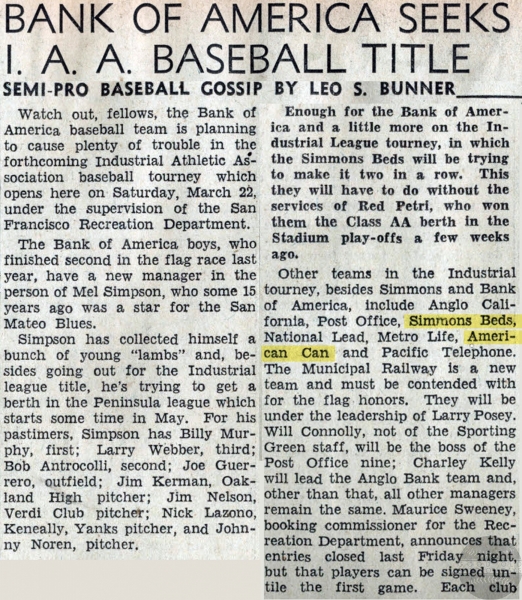 BANK OF AMERICA SEEKS
I. A. A. BASEBALL TITLE
SEMI-PRO BASEBALL GOSSIP BY LEO S. BUNNER
Watch out, fellows, the Bank of
America baseball team is planning
to cause plenty of trouble in the
forthcoming Industrial Athletic As-
sociation baseball tourney which
opens here on Saturday, March 22,
under the supervision of the San
Francisco Recreation Department.
The Bank of America boys, who
finished second in the flag race last
year, have a new manager in the
person of Mel Simpson, who some 15
years ago was a star for the San
Mateo Blues.
Simpson has collected himself a
bunch of young "lambs" and, be-
sides going out for the Industrial
league title, he's trying to get a
berth in the Peninsula league which
starts some time in May. For his
pastimers, Simpson has Billy Mur-
phy, first; Larry Webber, third;
Bob Antrocolli, second; Joe Guer-
rero, outfield; Jim Kerman, Oak-
land High pitcher; Jim Nelson,
Verdi Club pitcher; Nick Lazono,
Keneally, Yanks pitcher, and John-
ny Noren, pitcher.
Enough for the Bank of Amer-
ica and a little more on the In-
dustrial League tourney, in which
the Simmons Beds will be trying
to make it two in a row. This
they will have to do without the
services of Red Petri, who won
them the Class AA berth in the
Stadium play-offs a few weeks
ago.
Other teams in the Industrial
tourney, besides Simmons and Bank
of America, include Anglo Cali-
fornia, Post Office, Simmons Beds,
National Lead, Metro Life, Ameri-
can Can and Pacific Telephone.
The Municipal Railway is a new
team and must be contended with
for the flag honors. They will be
under the leadership of Larry Posey.
Will Connolly, not of the Sporting
Green staff, will be the boss of the
Post Office nine; Charley Kelly
will lead the Anglo Bank team and,
other than that, all other managers
remain the same. Maurice Sweeney,
booking commissioner for the Rec-
reation Department, announces that
entries closed last Friday night,
but that players can be signed un-
tile the first game. Each club